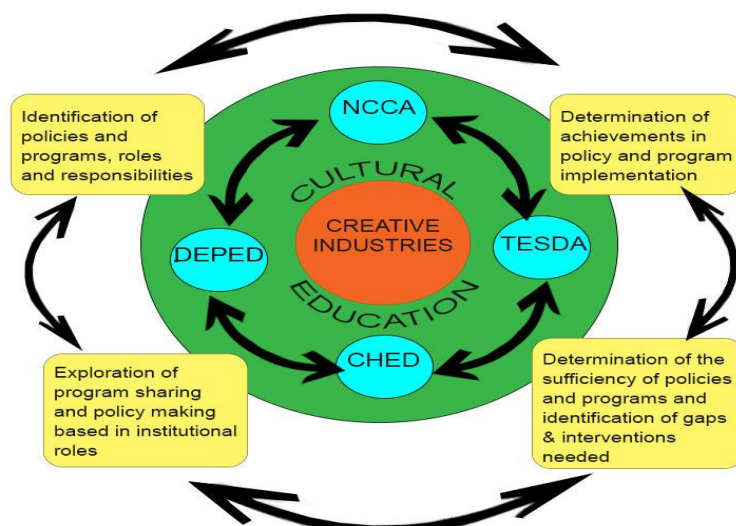 Identification of
policies and
programs, roles
and responsibilities
NCCA
Determination of
achievements in
policy and program
implementation
CULTURAL
CREATIVE
INDUSTRIES
EDUCATION
DEPED
TESDA
CHED
Exploration of
program sharing
and policy making
based in institutional
roles
Determination of the
sufficiency of policies
and programs and
identification of gaps
& interventions
needed